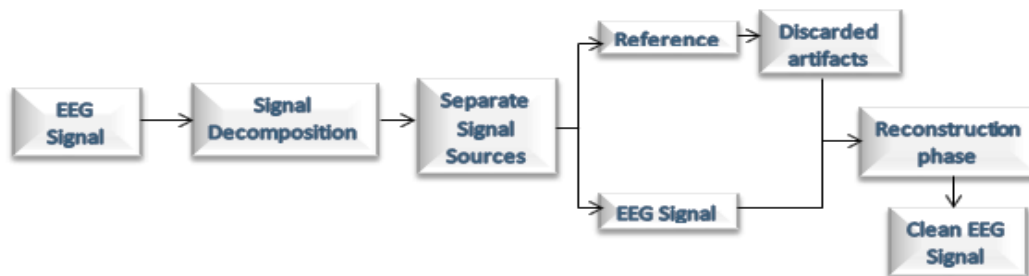 EEG
Signal
Signal
Decomposition
Separate
Signal
Sources
Reference
Discarded
artifacts
EEG Signal
Reconstruction
phase
Clean EEG
Signal